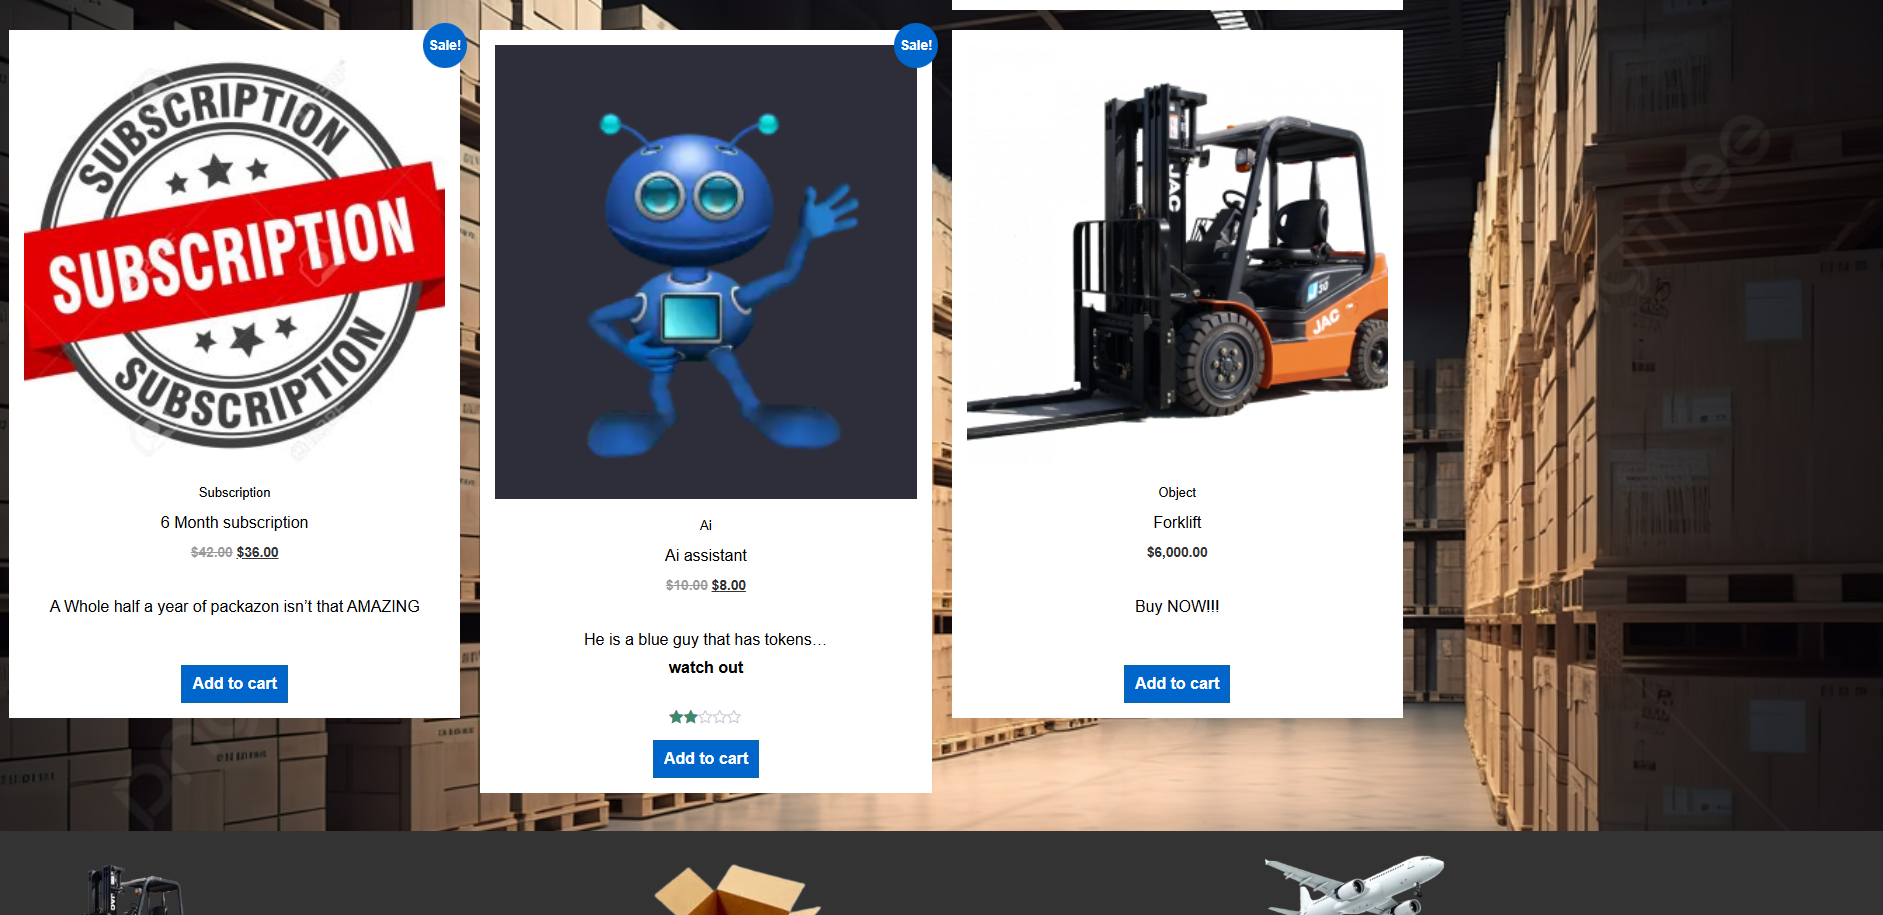 Sale!
SUBSCRIPTION
SUBSCRIPTION
SUBSCRIPTION
Subscription
6 Month subscription
$42.00 $36.00
A Whole half a year of packazon isn’t that AMAZING
Add to cart
Sale!
Ai
Ai assistant
$10.00 $8.00
He is a blue guy that has tokens…
watch out
Add to cart
JAC
30
JAC
Object
Forklift
$6,000.00
Buy NOW!!!
Add to cart